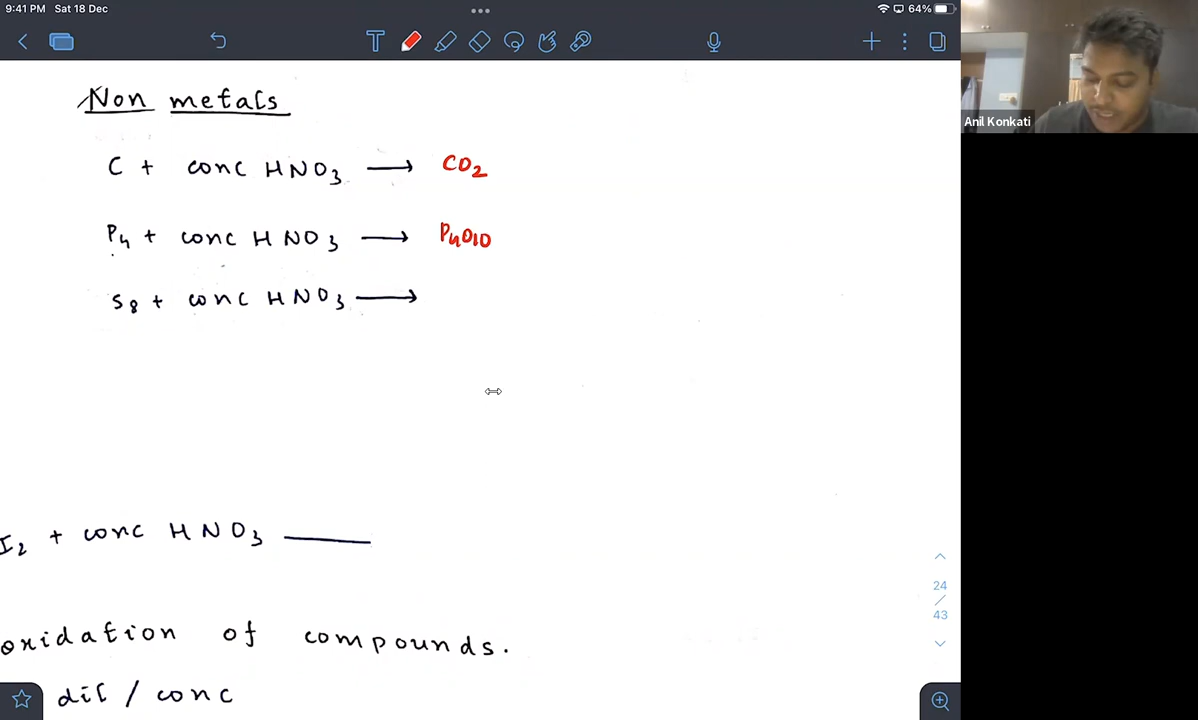 9:41 PM Sat 18 Dec
64%
Anil Konkati
Non metals
C + conc HNO3 → CO2
P4 + conc HNO3 → P4O10
S8 + conc HNO3 →
I2 + conc HNO3
24
/
43
oxidation of compounds.
dil / conc